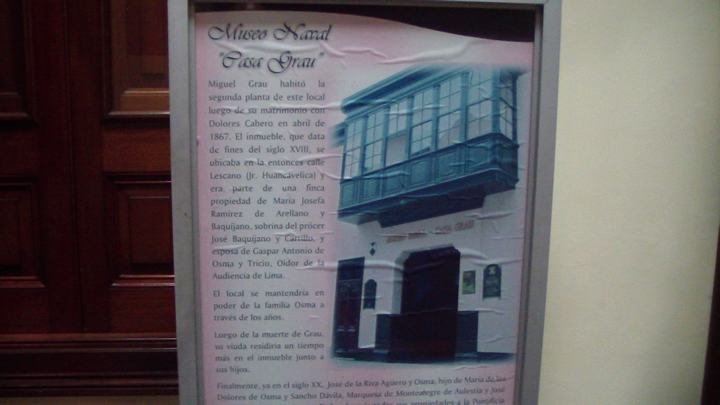 Museo Naval
"Casa Grau"
Miguel Grau habitó la
segunda planta de este local
luego de su matrimonio con
Dolores Cabero en abril de
1867. El inmueble, que data
de fines del siglo XVIII, se
ubicaba en la entonces calle
Lescano (Jr. Huancavelica) y
era parte de una finca
propiedad de María Josefa
Ramírez de Arellano y
Baquíjano, sobrina del prócer
José Baquíjano y Carrillo, y
esposa de Gaspar Antonio de
Osma y Tricio, Oidor de la
Audiencia de Lima.
El local se mantendría en
poder de la familia Osma a
través de los años.
Luego de la muerte de Grau,
su viuda residiría un tiempo
más en el inmueble junto a
sus hijos.
Finalmente, ya en el siglo XX, José de la Riva Agüero y Osma, hijo de María de los
Dolores de Osma y Sancho Dávila, Marquesa de Montealegre de Aulestia y José
propiedades a la Pontificia
CASA GRAU